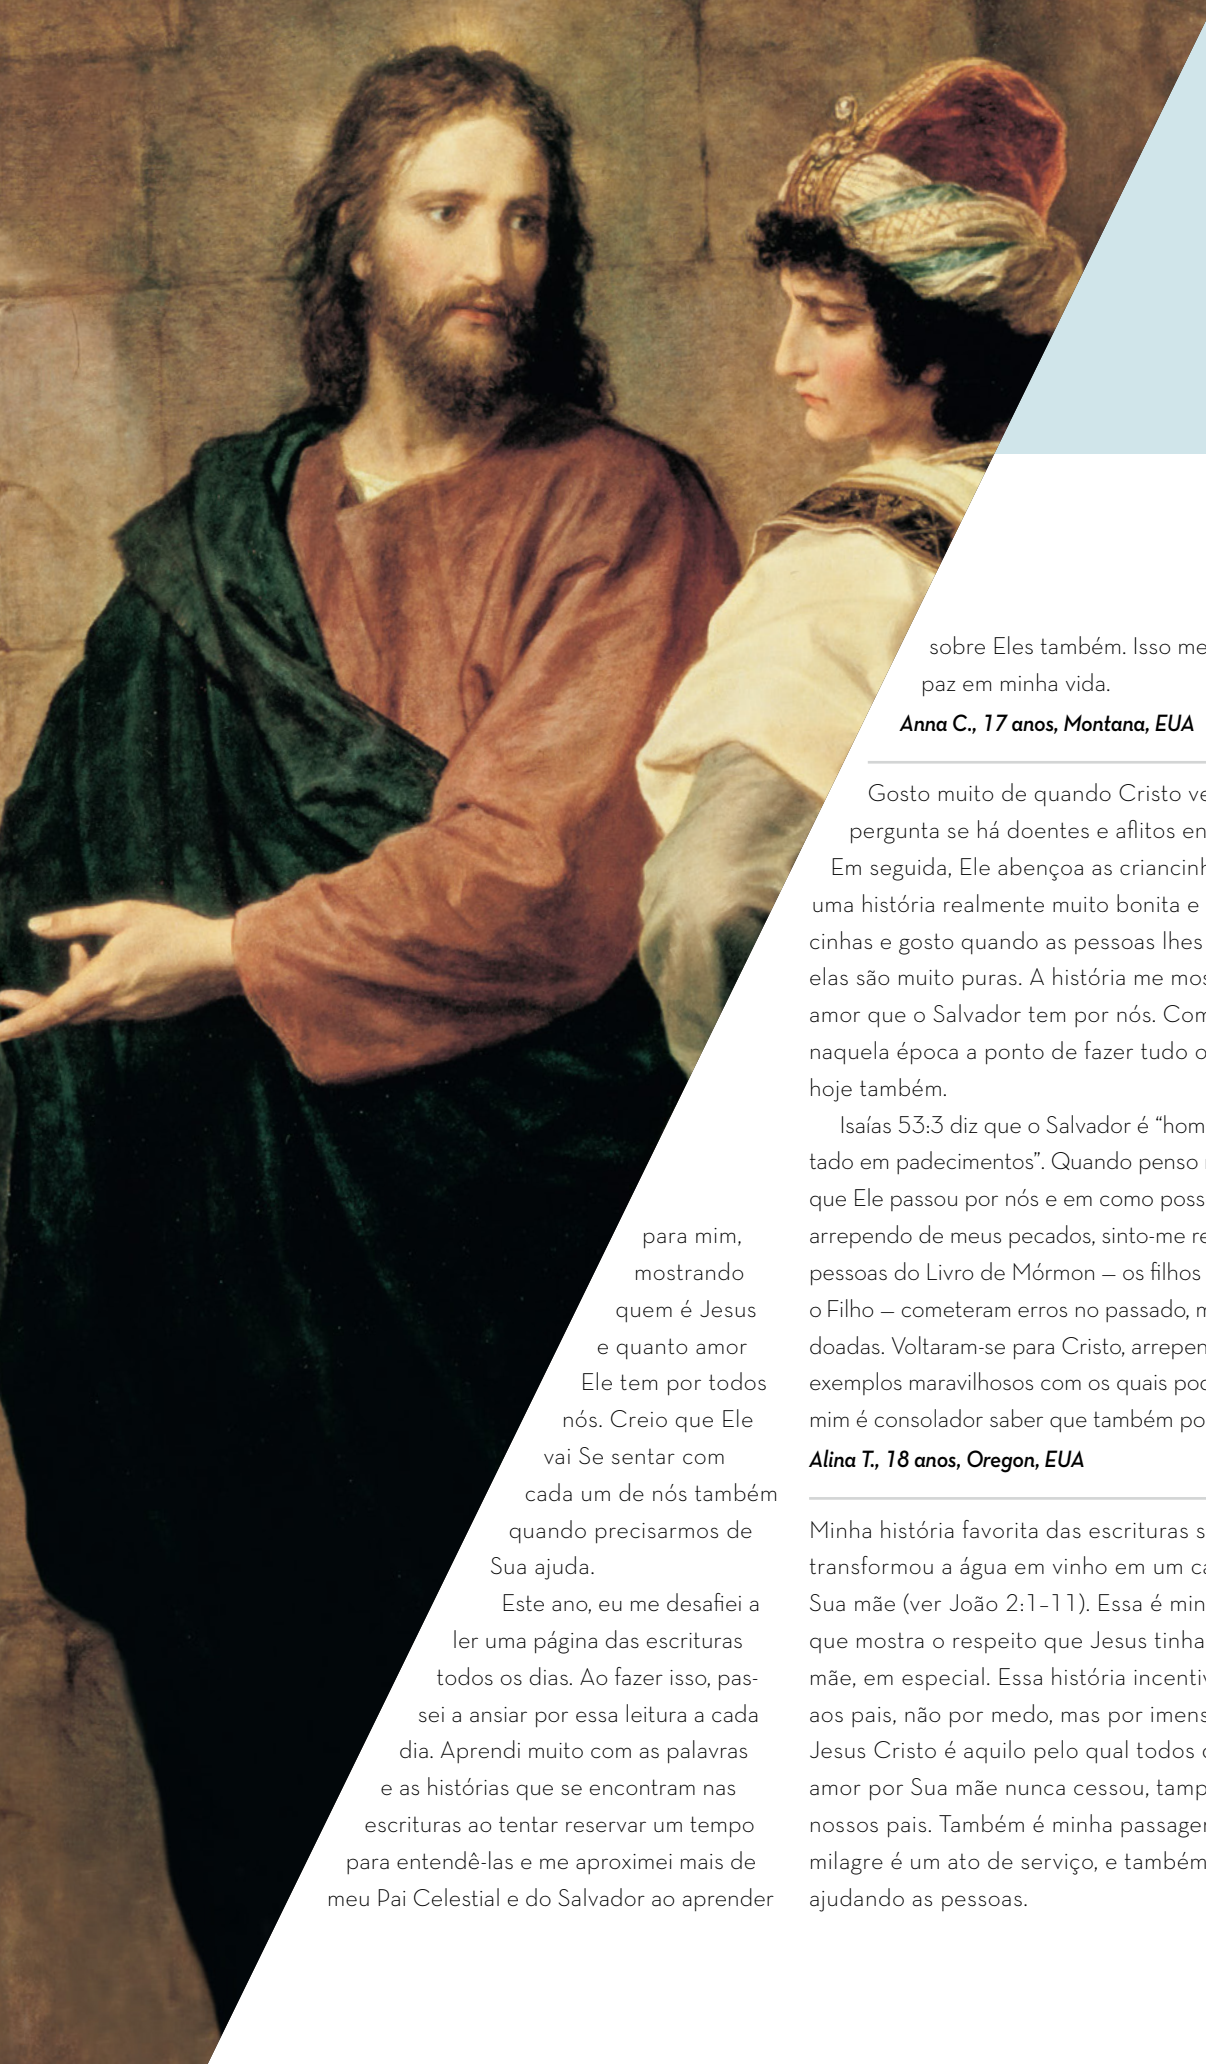 para mim,
mostrando
quem é Jesus
e quanto amor
Ele tem por todos
nós. Creio que Ele
vai Se sentar com
cada um de nós também
quando precisarmos de
Sua ajuda.
Este ano, eu me desafiei a
ler uma página das escrituras
todos os dias. Ao fazer isso, pas-
sei a ansiar por essa leitura a cada
dia. Aprendi muito com as palavras
e as histórias que se encontram nas
escrituras ao tentar reservar um tempo
para entendê-las e me aproximei mais de
meu Pai Celestial e do Salvador ao aprender
sobre Eles também. Isso me
paz em minha vida.
Anna C., 17 anos, Montana, EUA
Gosto muito de quando Cristo
pergunta se há doentes e aflitos
Em seguida, Ele abençoa as
uma história realmente muito bonita e
cinhas e gosto quando as pessoas lhes
elas são muito puras. A história me
amor que o Salvador tem por nós.
naquela época a ponto de fazer tudo o
hoje também.
Isaías 53:3 diz que o Salvador é
tado em padecimentos”. Quando penso
que Ele passou por nós e em como
arrependo de meus pecados, sinto-me
pessoas do Livro de Mórmon — os filhos
o Filho — cometeram erros no passado,
doadas. Voltaram-se para Cristo,
exemplos maravilhosos com os quais
mim é consolador saber que também
Alina T., 18 anos, Oregon, EUA
Minha história favorita das escrituras
transformou a água em vinho em um
Sua mãe (ver João 2:1–11). Essa é
que mostra o respeito que Jesus tinha
mãe, em especial. Essa história
aos pais, não por medo, mas por
Jesus Cristo é aquilo pelo qual todos
amor por Sua mãe nunca cessou,
nossos pais. Também é minha
milagre é um ato de serviço, e também
ajudando as pessoas.